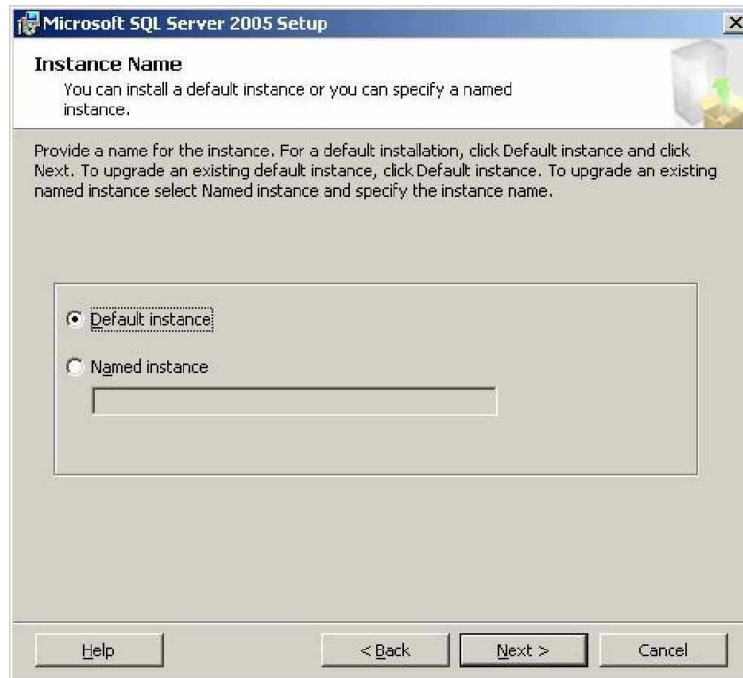 Microsoft SQL Server 2005 Setup
Instance Name
You can install a default instance or you can specify a named
instance.
Provide a name for the instance. For a default installation, click Default instance and click
Next. To upgrade an existing default instance, click Default instance. To upgrade an existing
named instance select Named instance and specify the instance name.
Default instance
Named instance
Help
< Back
Next >
Cancel